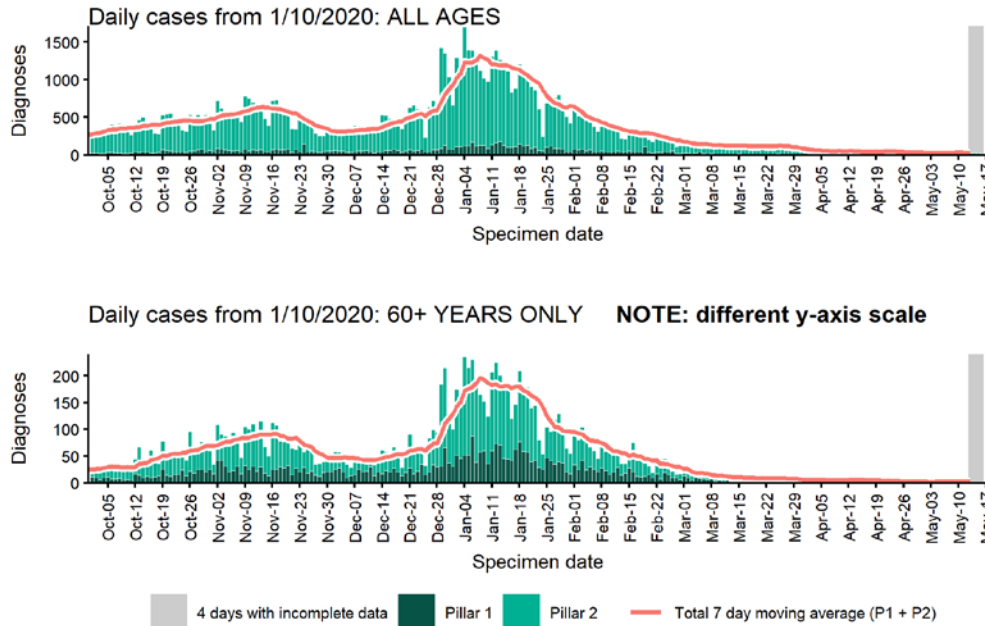 Daily cases from 1/10/2020: ALL AGES
Diagnoses
1500
1000
500
0
Oct-05
Oct-12
Oct-19
Oct-26
Nov-02
Nov-09
Nov-16
Nov-23
Nov-30
Dec-07
Dec-14
Dec-21
Dec-28
Jan-04
Jan-11
Jan-18
Jan-25
Feb-01
Feb-08
Feb-15
Feb-22
Mar-01
Mar-08
Mar-15
Mar-22
Mar-29
Apr-05
Apr-12
Apr-19
Apr-26
May-03
May-10
May-17
Specimen date
Daily cases from 1/10/2020: 60+ YEARS ONLY NOTE: different y-axis scale
Diagnoses
200
150
100
50
0
Oct-05
Oct-12
Oct-19
Oct-26
Nov-02
Nov-09
Nov-16
Nov-23
Nov-30
Dec-07
Dec-14
Dec-21
Dec-28
Jan-04
Jan-11
Jan-18
Jan-25
Feb-01
Feb-08
Feb-15
Feb-22
Mar-01
Mar-08
Mar-15
Mar-22
Mar-29
Apr-05
Apr-12
Apr-19
Apr-26
May-03
May-10
May-17
Specimen date
4 days with incomplete data Pillar 1 Pillar 2 Total 7 day moving average (P1 + P2)